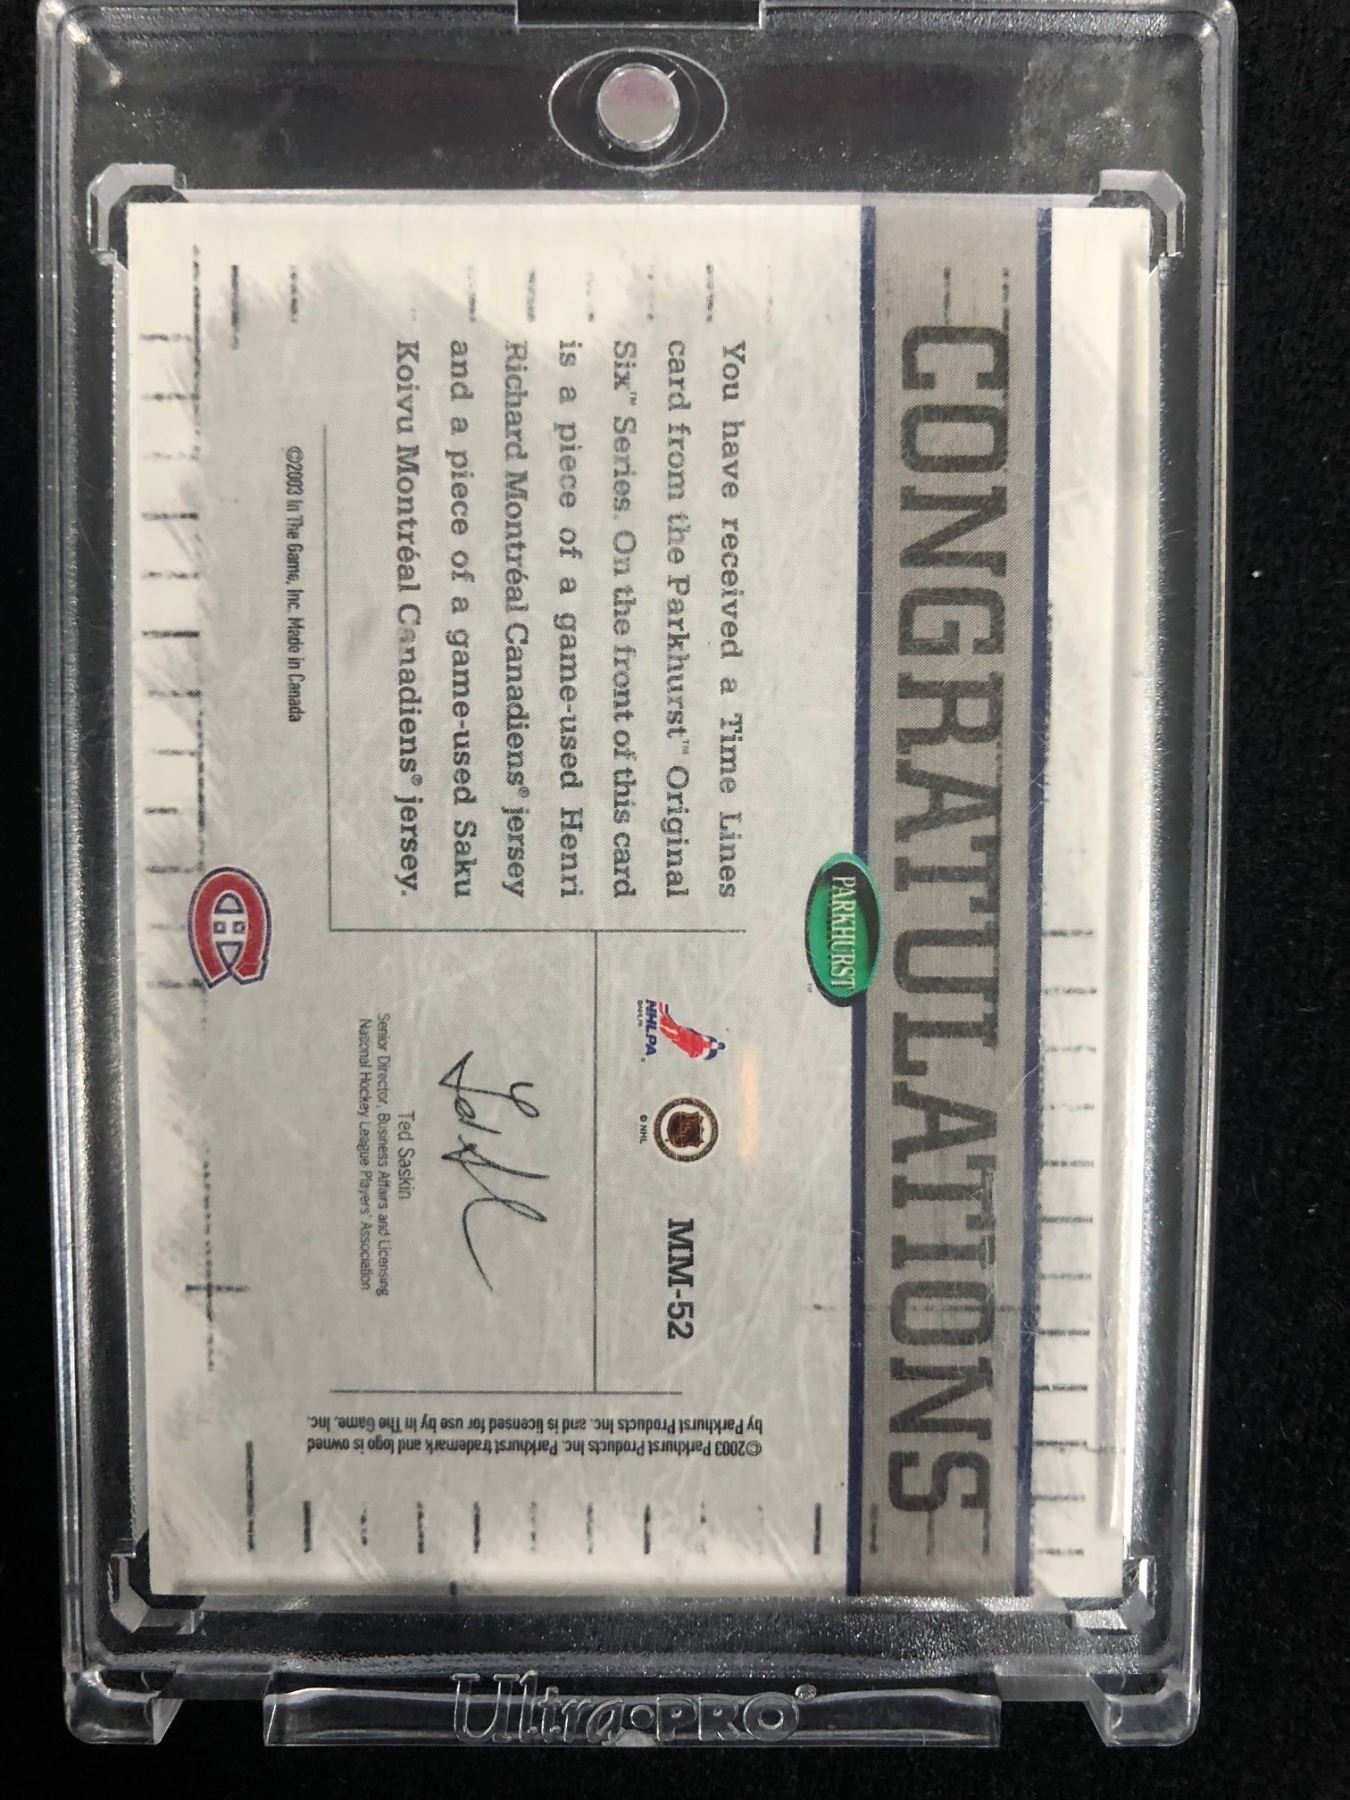 CONGRATULATIONS
PARKHURST
You have received a Time Lines
card from the Parkhurst™ Original
Six™ Series. On the front of this card
is a piece of a game-used Henri
Richard Montréal Canadiens® jersey
and a piece of a game-used Saku
Koivu Montréal Canadiens® jersey.
©2003 In The Game, Inc. Made in Canada
NHLPA
© NHL
MM-52
Ted Saskin
Senior Director, Business Affairs and Licensing
National Hockey League Players' Association
©2003 Parkhurst Products Inc. Parkhurst trademark and logo is owned
by Parkhurst Products Inc. and is licensed for use by In The Game, Inc.
Ultra•PRO®